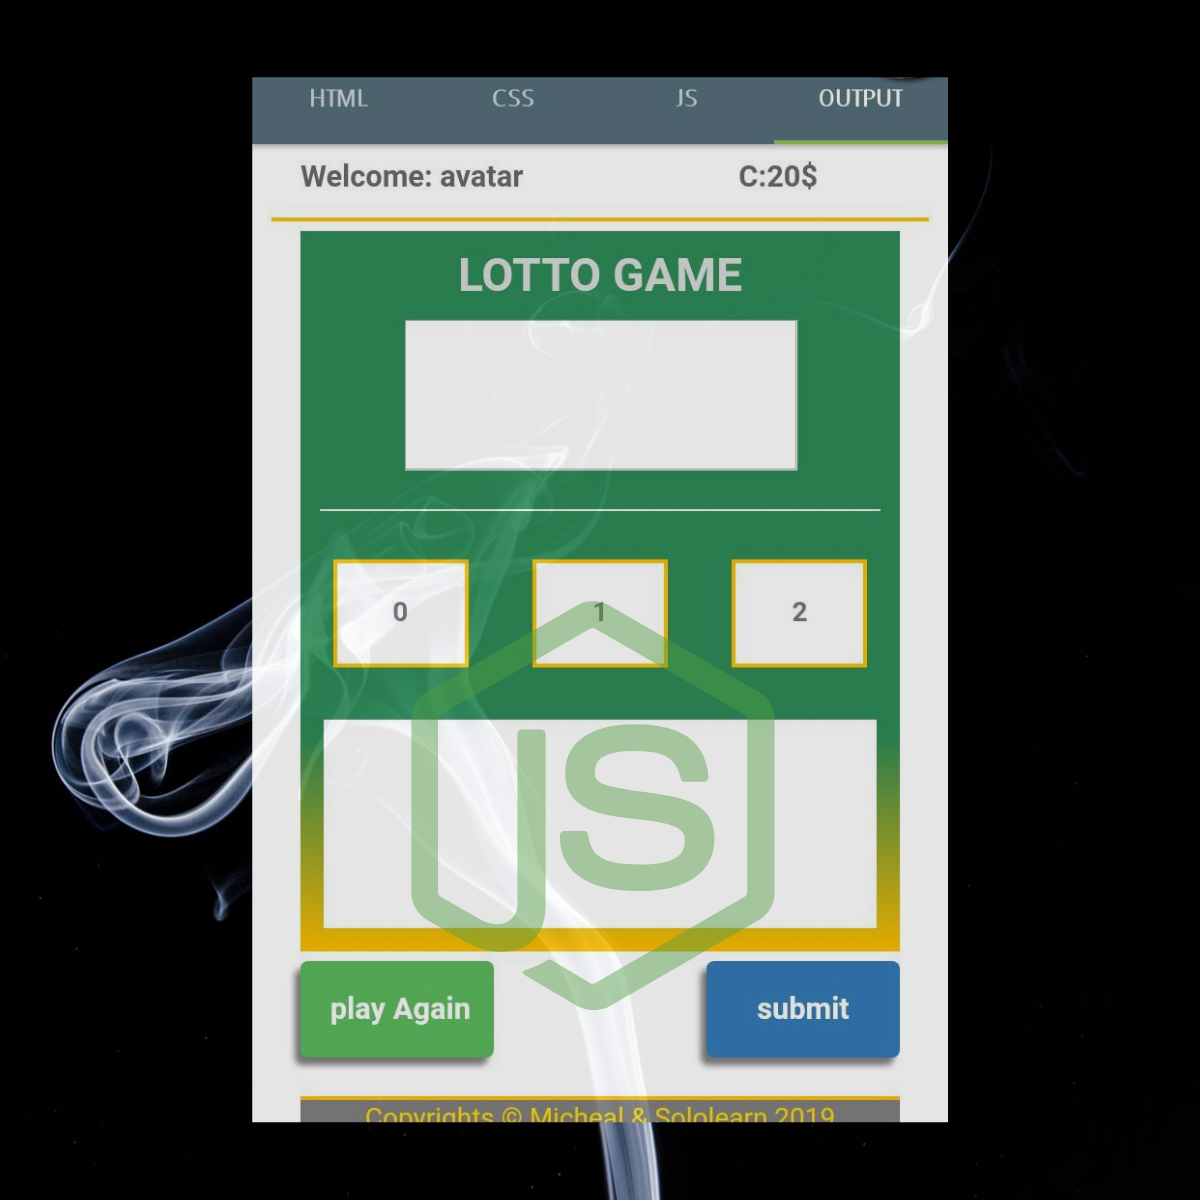 HTML CSS JS OUTPUT
Welcome: avatar C:20$
LOTTO GAME
0 1 2
JS
play Again submit
Copyrights © Micheal & Sololearn 2019